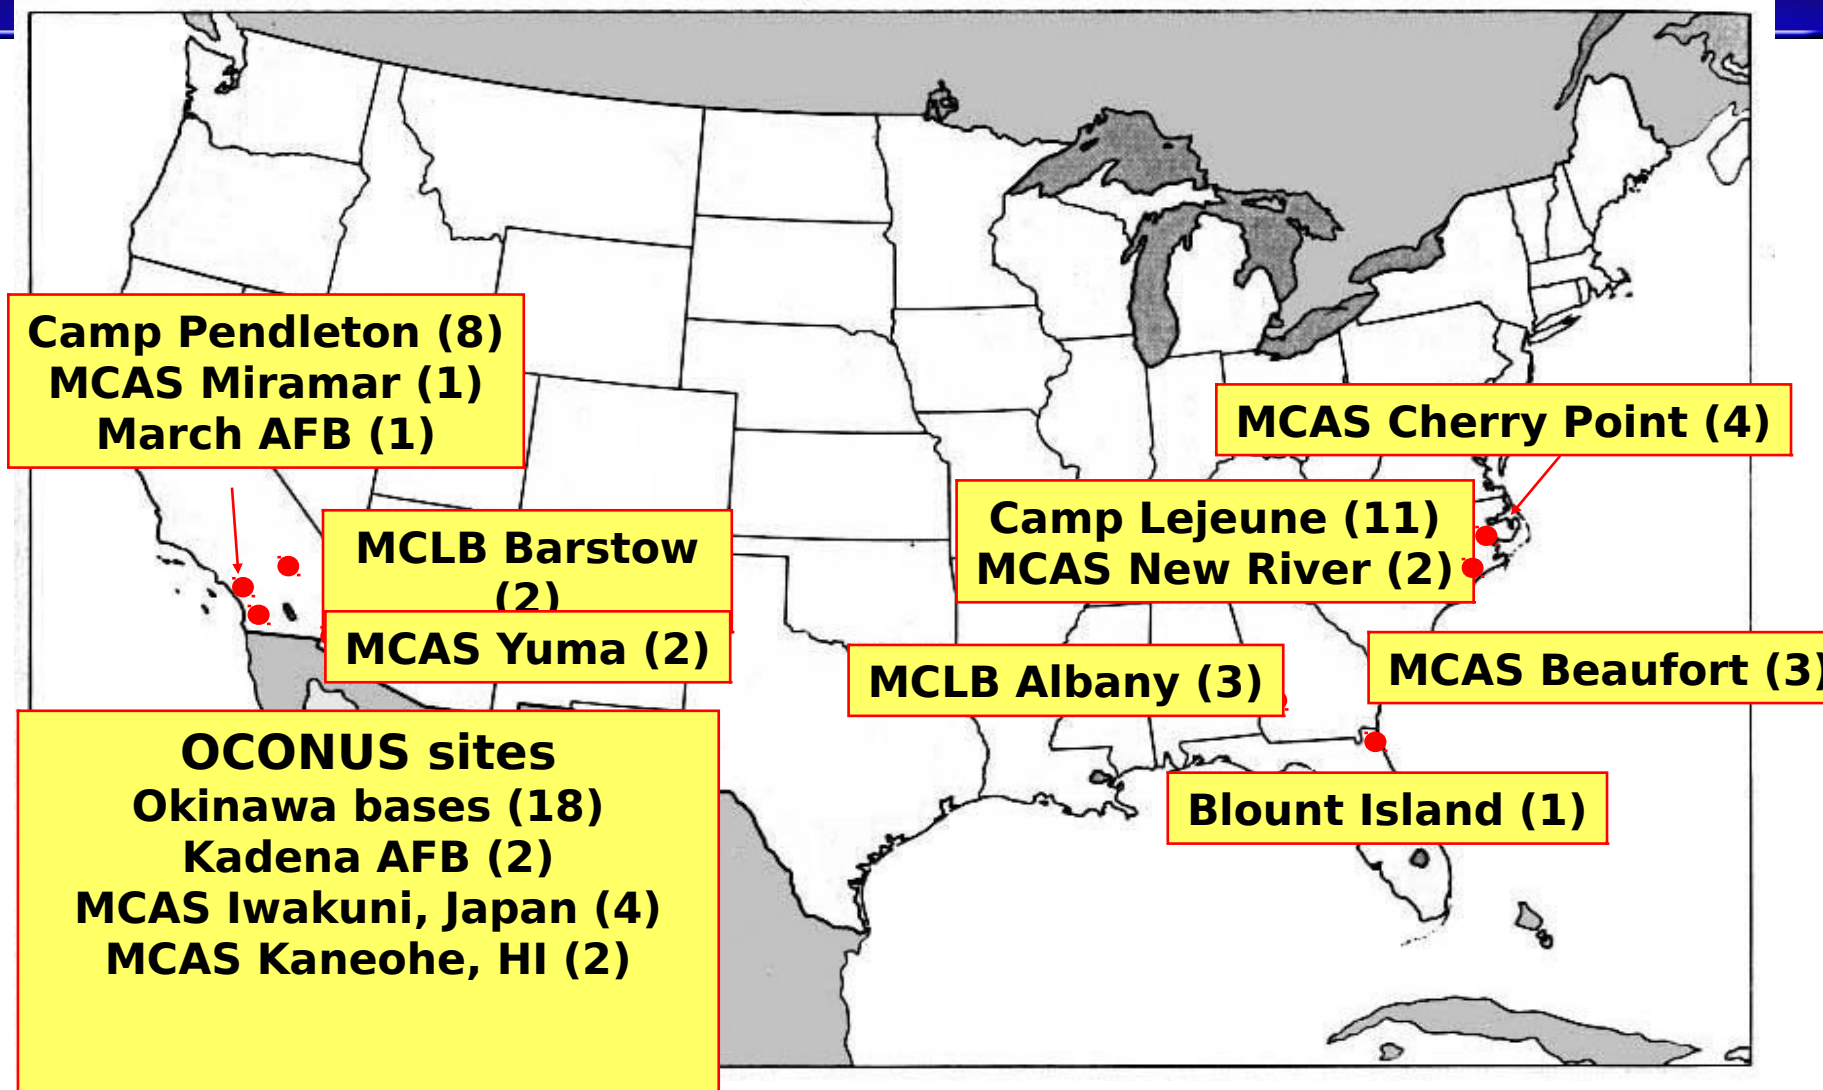 Camp Pendleton (8)
MCAS Miramar (1)
March AFB (1)
MCAS Cherry Point (4)
Camp Lejeune (11)
MCAS New River (2)
MCLB Barstow
(2)
MCAS Yuma (2)
MCLB Albany (3)
MCAS Beaufort (3)
OCONUS sites
Okinawa bases (18)
Kadena AFB (2)
MCAS Iwakuni, Japan (4)
MCAS Kaneohe, HI (2)
Blount Island (1)